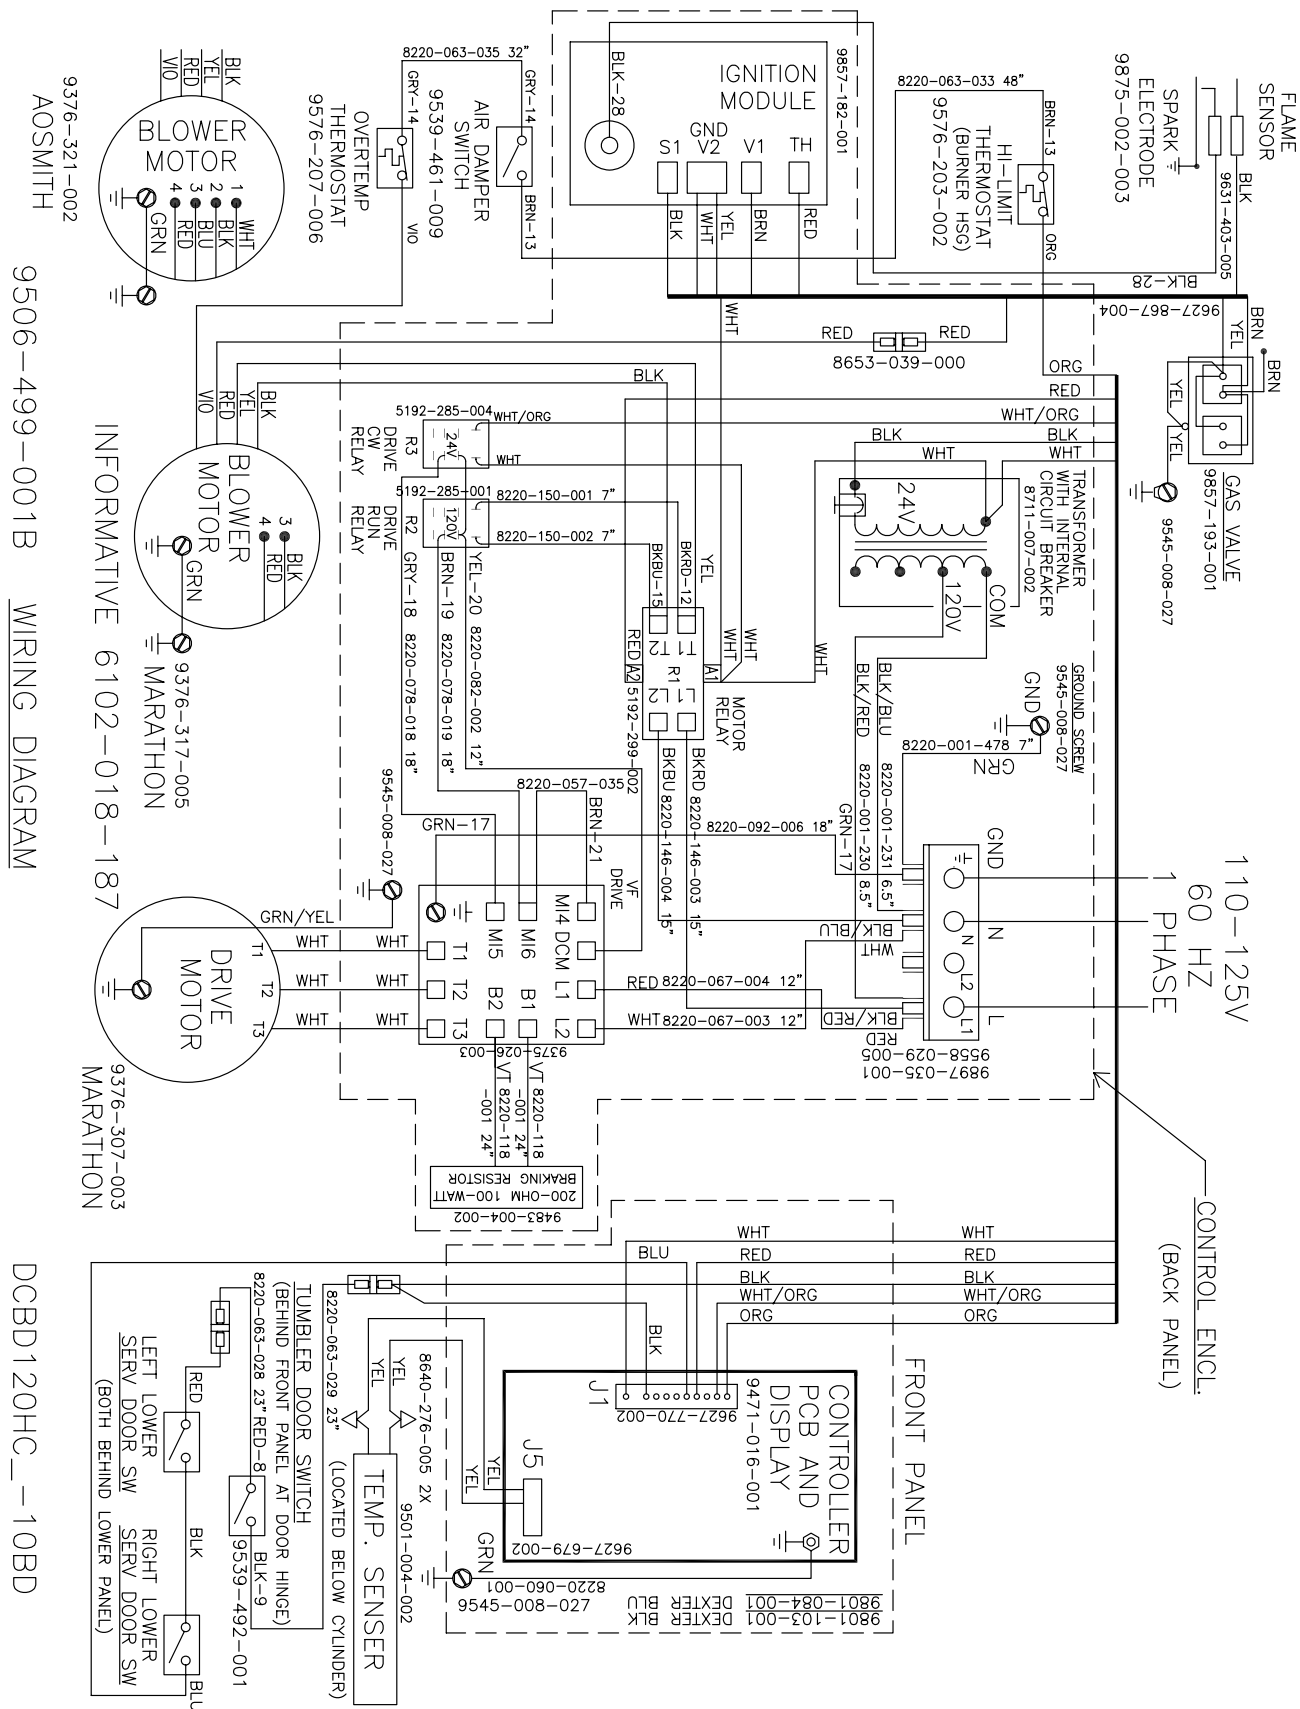 FLAME
SENSOR
SPARK
ELECTRODE
9875-002-003
BLK
9631-403-005
BLK-28
9627-867-004
BRN
YEL
BRN
YEL
YEL
GAS VALVE
9857-193-001
9545-008-027
9857-182-001
IGNITION
MODULE
BLK-28
S1
GND
V2
V1
TH
BLK
WHT
YEL
BRN
RED
8220-063-033 48"
BRN-13
HI-LIMIT
THERMOSTAT
(BURNER HSG)
9576-203-002
ORG
8220-063-035 32"
GRY-14
GRY-14
AIR DAMPER
SWITCH
9539-461-009
BRN-13
OVERTEMP
THERMOSTAT
9576-207-006
VIO
BLK
YEL
RED
VIO
BLOWER
MOTOR
1
2
3
4
WHT
BLK
BLU
RED
GRN
9376-321-002
AOSMITH
WHT
RED
RED
8653-039-000
ORG
RED
WHT/ORG
BLK
BLK
WHT
WHT
BLK
BLK
YEL
RED
VIO
BLOWER
MOTOR
3
4
BLK
RED
GRN
9376-317-005
MARATHON
5192-285-004
WHT/ORG
24V
R3
DRIVE
CW
RELAY
WHT
5192-285-001
120V
R2
DRIVE
RUN
RELAY
8220-150-001 7"
8220-150-002 7"
GRY-18 8220-078-018 18"
BRN-19 8220-078-019 18"
YEL-20 8220-082-002 12"
YEL
BKRD-12
BKBU-15
T1
T2
R1
L1
L2
A1
A2
RED
WHT
WHT
WHT
MOTOR
RELAY
5192-299-002
BKRD 8220-146-003 15"
BKBU 8220-146-004 15"
24V
TRANSFORMER
WITH INTERNAL
CIRCUIT BREAKER
8711-007-002
COM
120V
BLK/BLU 8220-001-231 6.5"
BLK/RED 8220-001-230 8.5"
GROUND SCREW
9545-008-027
GND
8220-001-478 7"
GRN
GRN-17
8220-092-006 18"
GRN-17
8220-057-035
BRN-21
9545-008-027
GRN/YEL
VF
DRIVE
MI4
DCM
L1
L2
MI6
MI5
B1
B2
T1
T2
T3
9375-026-003
RED 8220-067-004 12"
WHT 8220-067-003 12"
WHT
WHT
WHT
WHT
WHT
WHT
T1
T2
T3
DRIVE
MOTOR
9376-307-003
MARATHON
VT 8220-118
-001 24"
VT 8220-118
-001 24"
200-OHM 100-WATT
BRAKING RESISTOR
9483-004-002
GND
N
L
N
L2
L1
BLK/BLU
WHT
BLK/RED
RED
9558-029-005
9897-035-001
110-125V
60 HZ
1 PHASE
CONTROL ENCL.
(BACK PANEL)
WHT
RED
BLK
WHT/ORG
ORG
WHT
RED
BLK
WHT/ORG
ORG
BLU
BLK
FRONT PANEL
CONTROLLER
PCB AND
DISPLAY
9471-016-001
9627-770-002
J1
J5
9627-679-002
YEL
YEL
YEL
YEL
8640-276-005 2X
9501-004-002
TEMP. SENSER
(LOCATED BELOW CYLINDER)
GRN
8220-060-001
9545-008-027
9801-084-001 DEXTER BLU
9801-103-001 DEXTER BLK
8220-063-029 23"
TUMBLER DOOR SWITCH
(BEHIND FRONT PANEL AT DOOR HINGE)
8220-063-028 23" RED-8
BLK-9
9539-492-001
RED
BLK
BLU
LEFT LOWER
SERV DOOR SW
RIGHT LOWER
SERV DOOR SW
(BOTH BEHIND LOWER PANEL)
9506-499-001B WIRING DIAGRAM
INFORMATIVE 6102-018-187
DCBD120HC_-10BD